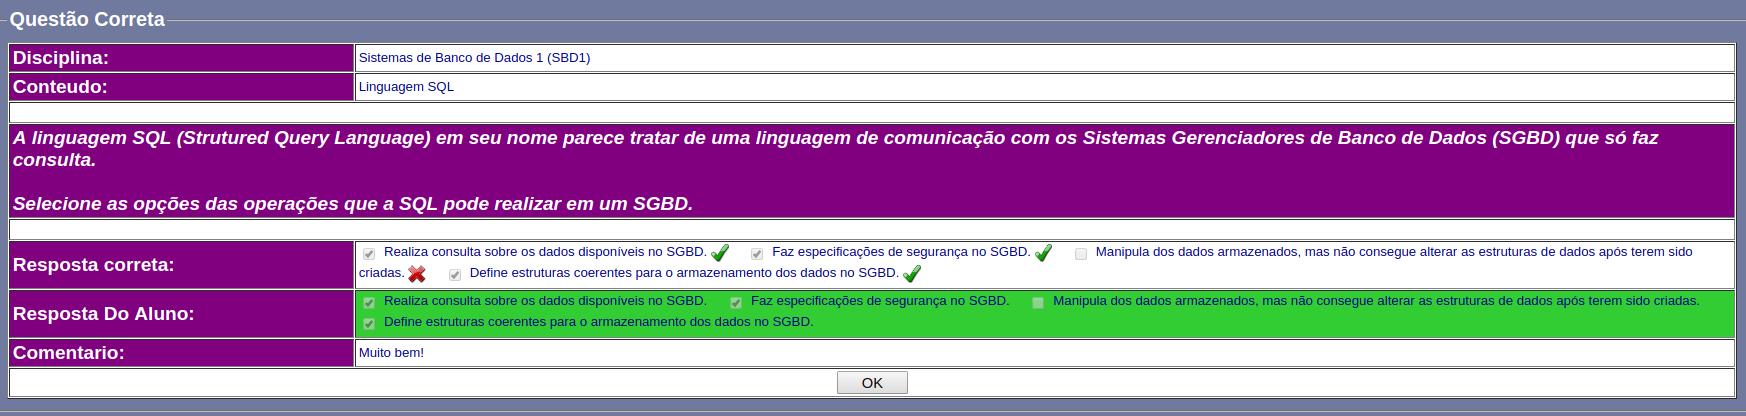 Questão Correta
Disciplina:
Sistemas de Banco de Dados 1 (SBD1)
Conteudo:
Linguagem SQL
A linguagem SQL (Strutured Query Language) em seu nome parece tratar de uma linguagem de comunicação com os Sistemas Gerenciadores de Banco de Dados (SGBD) que só faz
consulta.
Selecione as opções das operações que a SQL pode realizar em um SGBD.
Resposta correta:
Realiza consulta sobre os dados disponíveis no SGBD. Faz especificações de segurança no SGBD. Manipula dos dados armazenados, mas não consegue alterar as estruturas de dados após terem sido
criadas. Define estruturas coerentes para o armazenamento dos dados no SGBD.
Resposta Do Aluno:
Realiza consulta sobre os dados disponíveis no SGBD. Faz especificações de segurança no SGBD. Manipula dos dados armazenados, mas não consegue alterar as estruturas de dados após terem sido criadas.
Define estruturas coerentes para o armazenamento dos dados no SGBD.
Comentario:
Muito bem!
OK